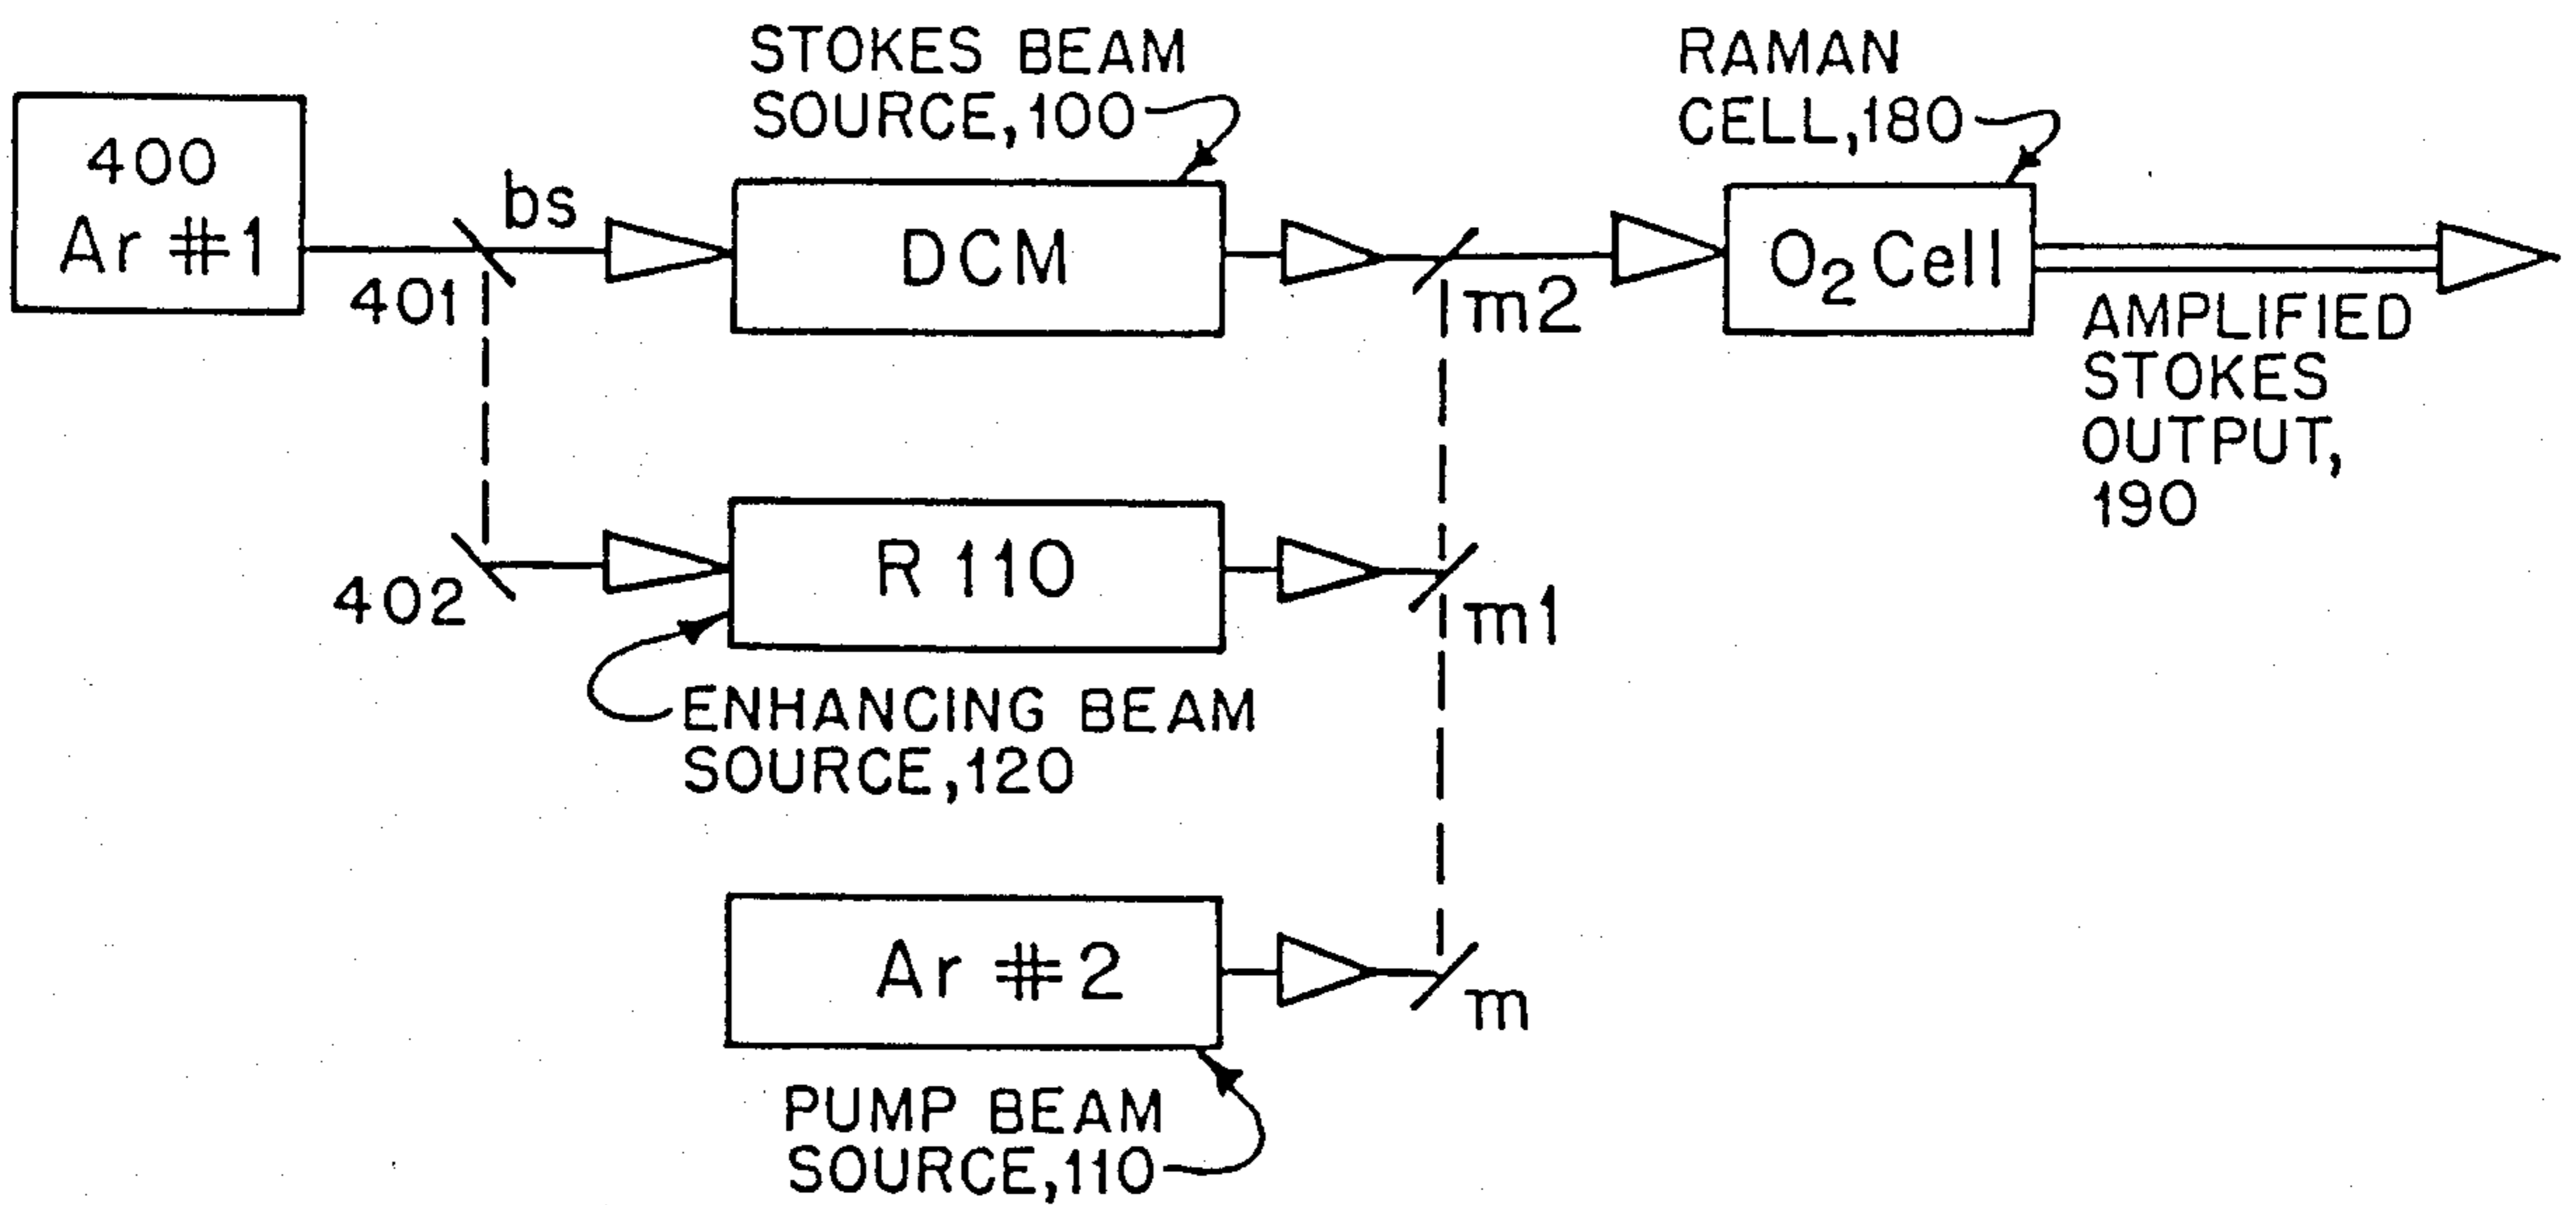 STOKES BEAM
SOURCE,100
RAMAN
CELL,180
400
Ar #1
bs
401
DCM
m2
O2 Cell
AMPLIFIED
STOKES
OUTPUT,
190
402
R 110
m1
ENHANCING BEAM
SOURCE,120
Ar #2
m
PUMP BEAM
SOURCE,110